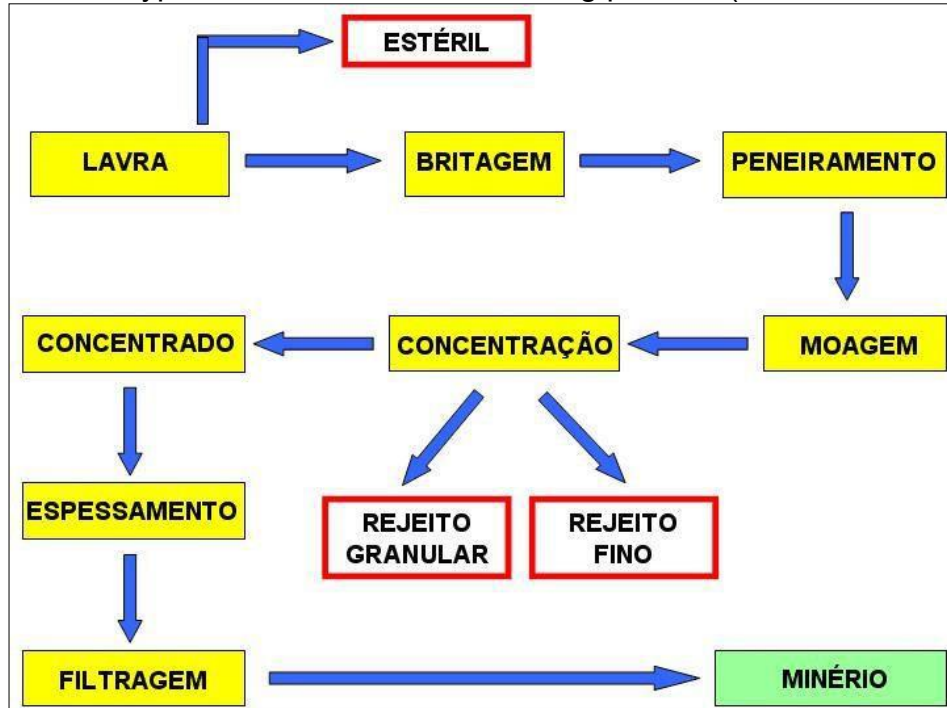 ESTÉRIL
LAVRA
BRITAGEM
PENEIRAMENTO
CONCENTRADO
CONCENTRAÇÃO
MOAGEM
ESPESSAMENTO
REJEITO
GRANULAR
REJEITO
FINO
FILTRAGEM
MINÉRIO